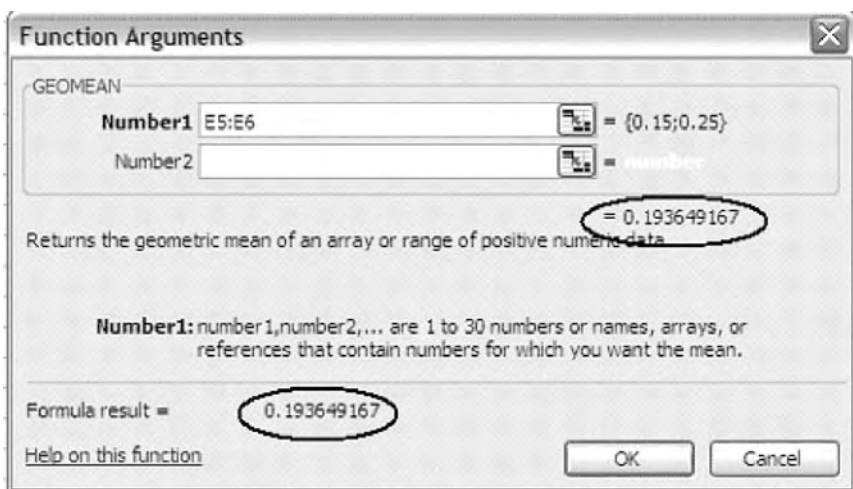 Function Arguments
GEOMEAN
Number1 E5:E6 = {0.15;0.25}
Number2 = number
= 0.193649167
Returns the geometric mean of an array or range of positive numeric data
Number1: number1,number2,... are 1 to 30 numbers or names, arrays, or
references that contain numbers for which you want the mean.
Formula result = 0.193649167
Help on this function OK Cancel